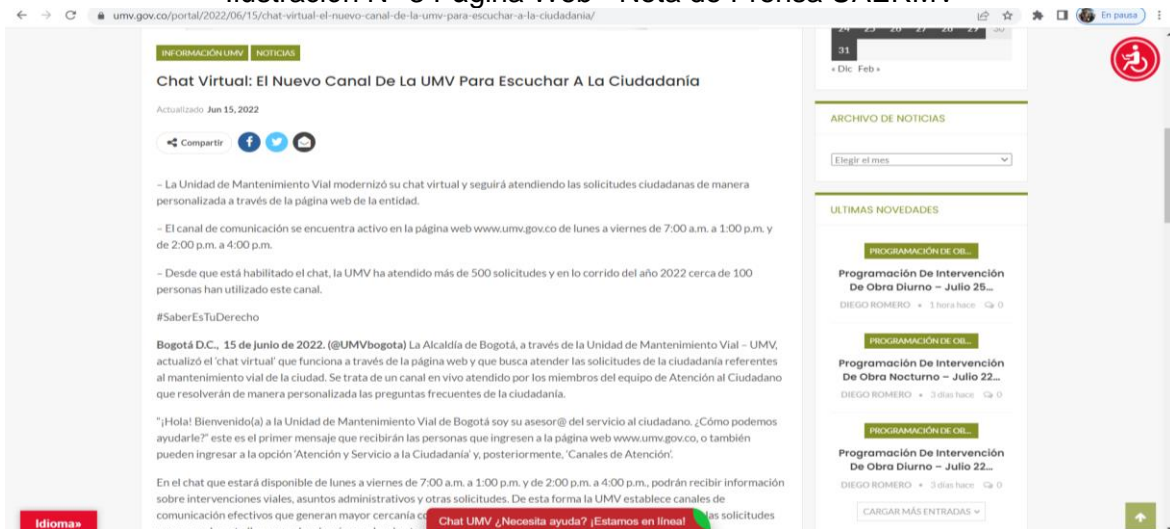 umv.gov.co/portal/2022/06/15/chat-virtual-el-nuevo-canal-de-la-umv-para-escuchar-a-la-ciudadania/
En pausa
INFORMACIÓN UMV NOTICIAS
Chat Virtual: El Nuevo Canal De La UMV Para Escuchar A La Ciudadanía
Actualizado Jun 15, 2022
Compartir
– La Unidad de Mantenimiento Vial modernizó su chat virtual y seguirá atendiendo las solicitudes ciudadanas de manera
personalizada a través de la página web de la entidad.
– El canal de comunicación se encuentra activo en la página web www.umv.gov.co de lunes a viernes de 7:00 a.m. a 1:00 p.m. y
de 2:00 p.m. a 4:00 p.m.
– Desde que está habilitado el chat, la UMV ha atendido más de 500 solicitudes y en lo corrido del año 2022 cerca de 100
personas han utilizado este canal.
#SaberEsTuDerecho
Bogotá D.C., 15 de junio de 2022. (@UMVbogota) La Alcaldía de Bogotá, a través de la Unidad de Mantenimiento Vial – UMV,
actualizó el 'chat virtual' que funciona a través de la página web y que busca atender las solicitudes de la ciudadanía referentes
al mantenimiento vial de la ciudad. Se trata de un canal en vivo atendido por los miembros del equipo de Atención al Ciudadano
que resolverán de manera personalizada las preguntas frecuentes de la ciudadanía.
"¡Hola! Bienvenido(a) a la Unidad de Mantenimiento Vial de Bogotá soy su asesor@ del servicio al ciudadano. ¿Cómo podemos
ayudarle?" este es el primer mensaje que recibirán las personas que ingresen a la página web www.umv.gov.co, o también
pueden ingresar a la opción 'Atención y Servicio a la Ciudadanía' y, posteriormente, 'Canales de Atención'.
En el chat que estará disponible de lunes a viernes de 7:00 a.m. a 1:00 p.m. y de 2:00 p.m. a 4:00 p.m., podrán recibir información
sobre intervenciones viales, asuntos administrativos y otras solicitudes. De esta forma la UMV establece canales de
comunicación efectivos que generan mayor cercanía las solicitudes
Idioma»
Chat UMV ¿Necesita ayuda? ¡Estamos en línea!
24 25 26 27 28 29 30
31
« Dic Feb »
ARCHIVO DE NOTICIAS
Elegir el mes
ULTIMAS NOVEDADES
PROGRAMACIÓN DE OB...
Programación De Intervención
De Obra Diurno – Julio 25...
DIEGO ROMERO • 1 hora hace 0
PROGRAMACIÓN DE OB...
Programación De Intervención
De Obra Nocturno – Julio 22...
DIEGO ROMERO • 3 días hace 0
PROGRAMACIÓN DE OB...
Programación De Intervención
De Obra Diurno – Julio 22...
DIEGO ROMERO • 3 días hace 0
CARGAR MÁS ENTRADAS